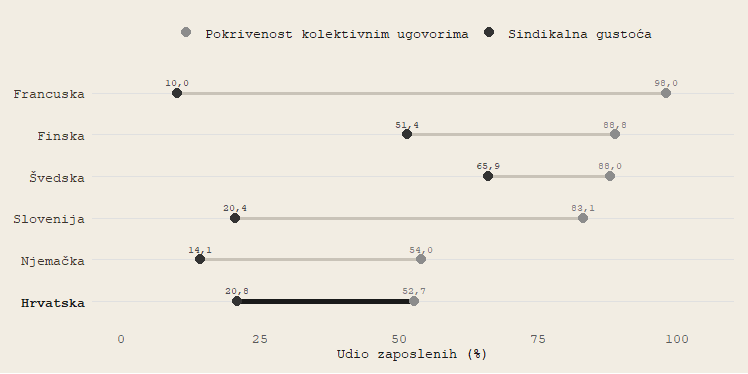 Pokrivenost kolektivnim ugovorima Sindikalna gustoća
10,0 98,0
Francuska
51,4 88,8
Finska
65,9 88,0
Švedska
20,4 83,1
Slovenija
14,1 54,0
Njemačka
20,8 52,7
Hrvatska
0 25 50 75 100
Udio zaposlenih (%)